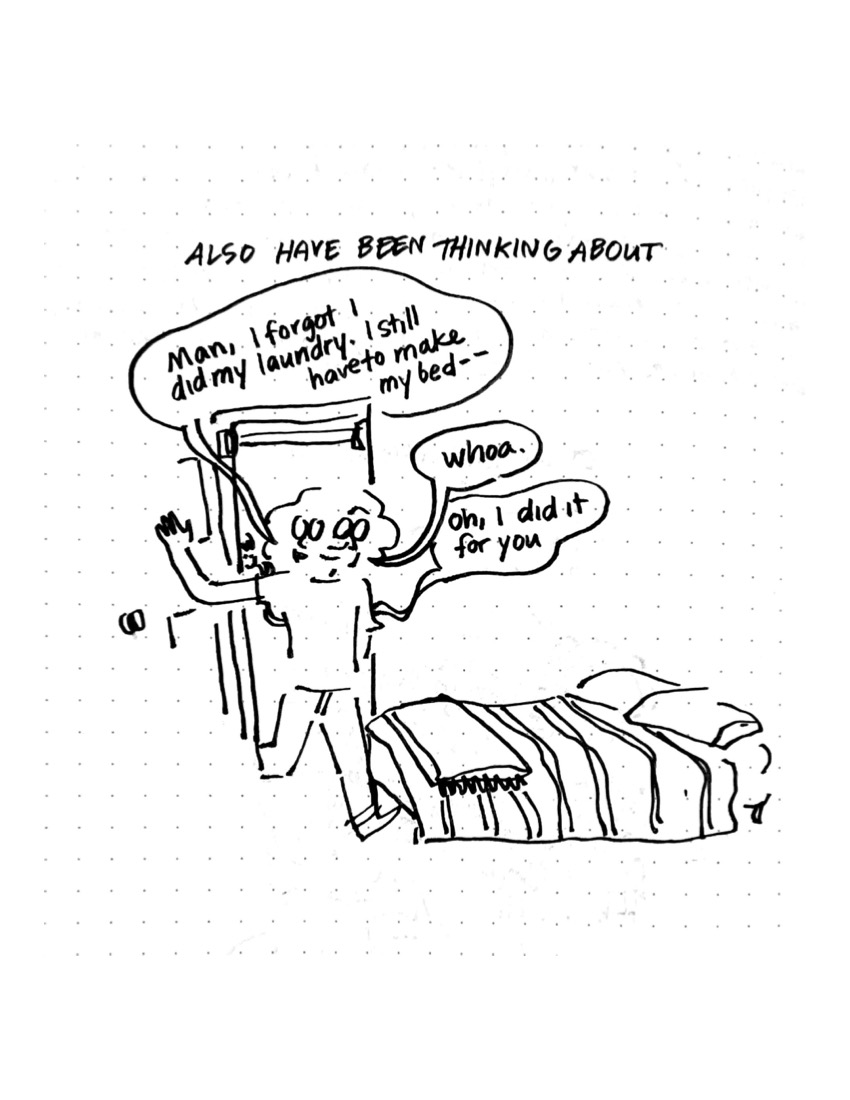 ALSO HAVE BEEN THINKING ABOUT
Man, I forgot I
did my laundry. I still
have to make
my bed--
whoa.
oh, I did it
for you